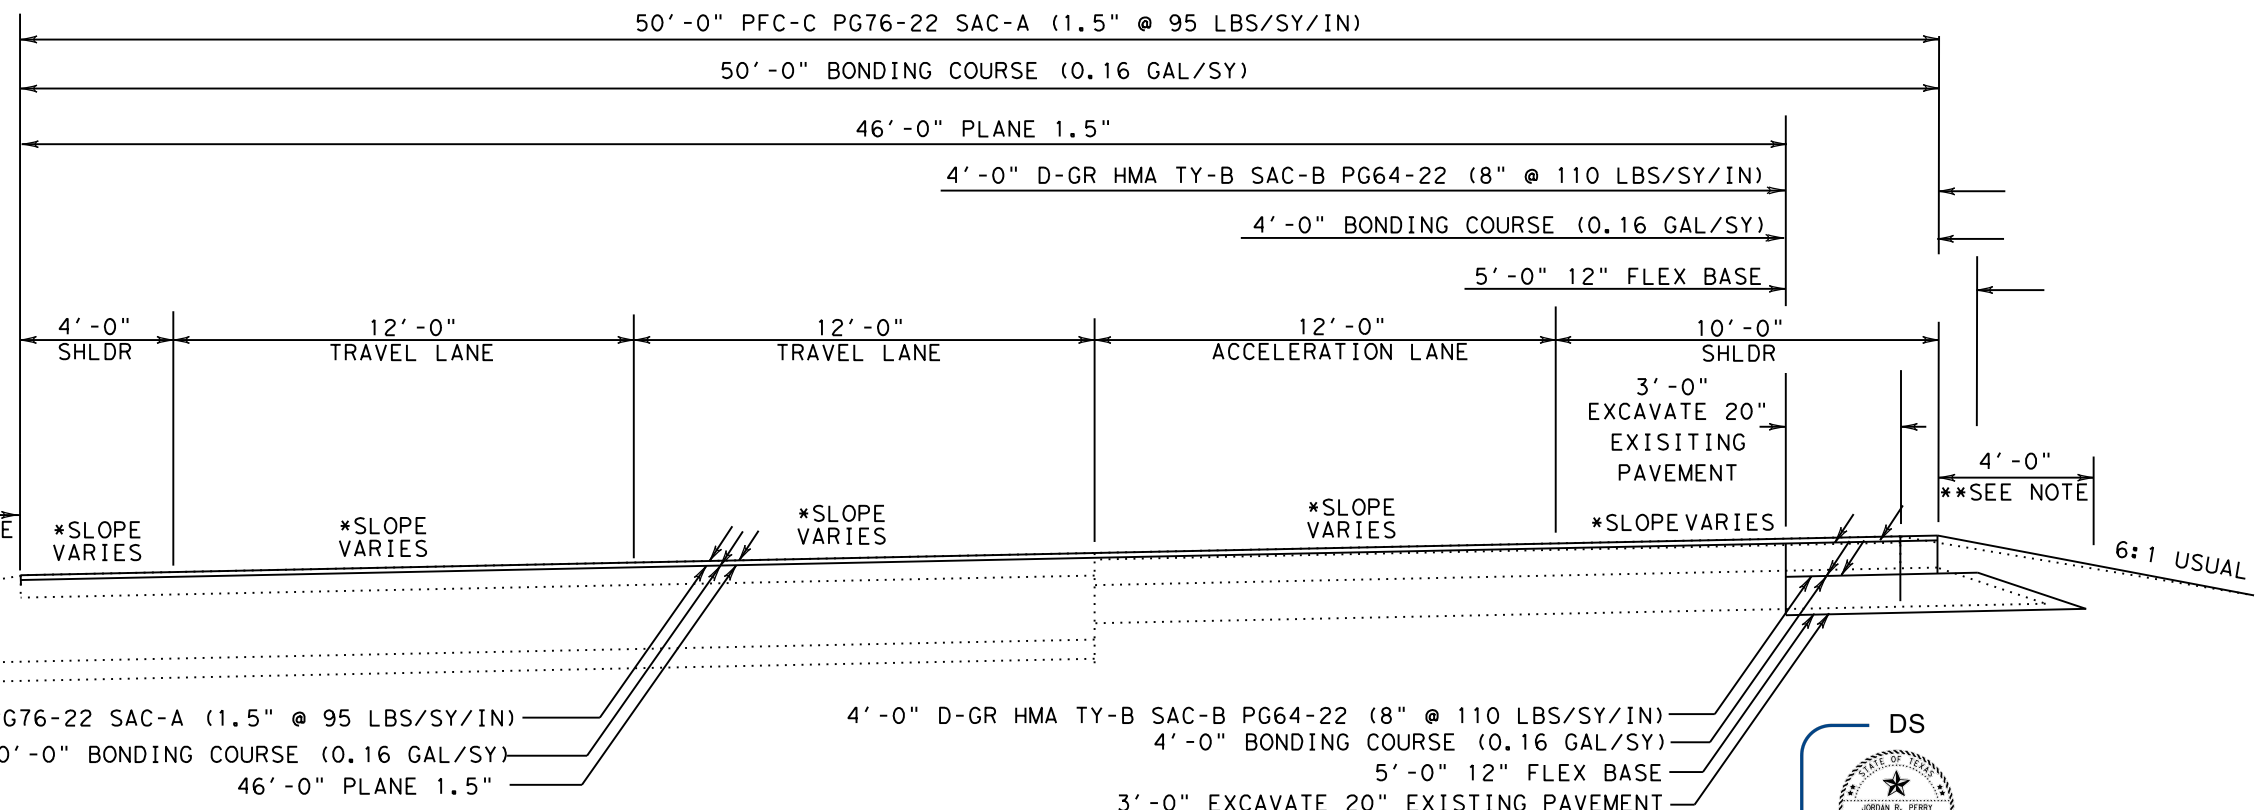 50'-0" PFC-C PG76-22 SAC-A (1.5" @ 95 LBS/SY/IN)
50'-0" BONDING COURSE (0.16 GAL/SY)
46'-0" PLANE 1.5"
4'-0" D-GR HMA TY-B SAC-B PG64-22 (8" @ 110 LBS/SY/IN)
4'-0" BONDING COURSE (0.16 GAL/SY)
5'-0" 12" FLEX BASE
4'-0"
SHLDR
12'-0"
TRAVEL LANE
12'-0"
TRAVEL LANE
12'-0"
ACCELERATION LANE
10'-0"
SHLDR
3'-0"
EXCAVATE 20"
EXISITING
PAVEMENT
4'-0"
**SEE NOTE
E
*SLOPE
VARIES
*SLOPE
VARIES
*SLOPE
VARIES
*SLOPE
VARIES
*SLOPE VARIES
6:1 USUAL
G76-22 SAC-A (1.5" @ 95 LBS/SY/IN)
0'-0" BONDING COURSE (0.16 GAL/SY)
46'-0" PLANE 1.5"
4'-0" D-GR HMA TY-B SAC-B PG64-22 (8" @ 110 LBS/SY/IN)
4'-0" BONDING COURSE (0.16 GAL/SY)
5'-0" 12" FLEX BASE
3'-0" EXCAVATE 20" EXISTING PAVEMENT
DS
STATE OF TEXAS
JORDAN R. PERRY